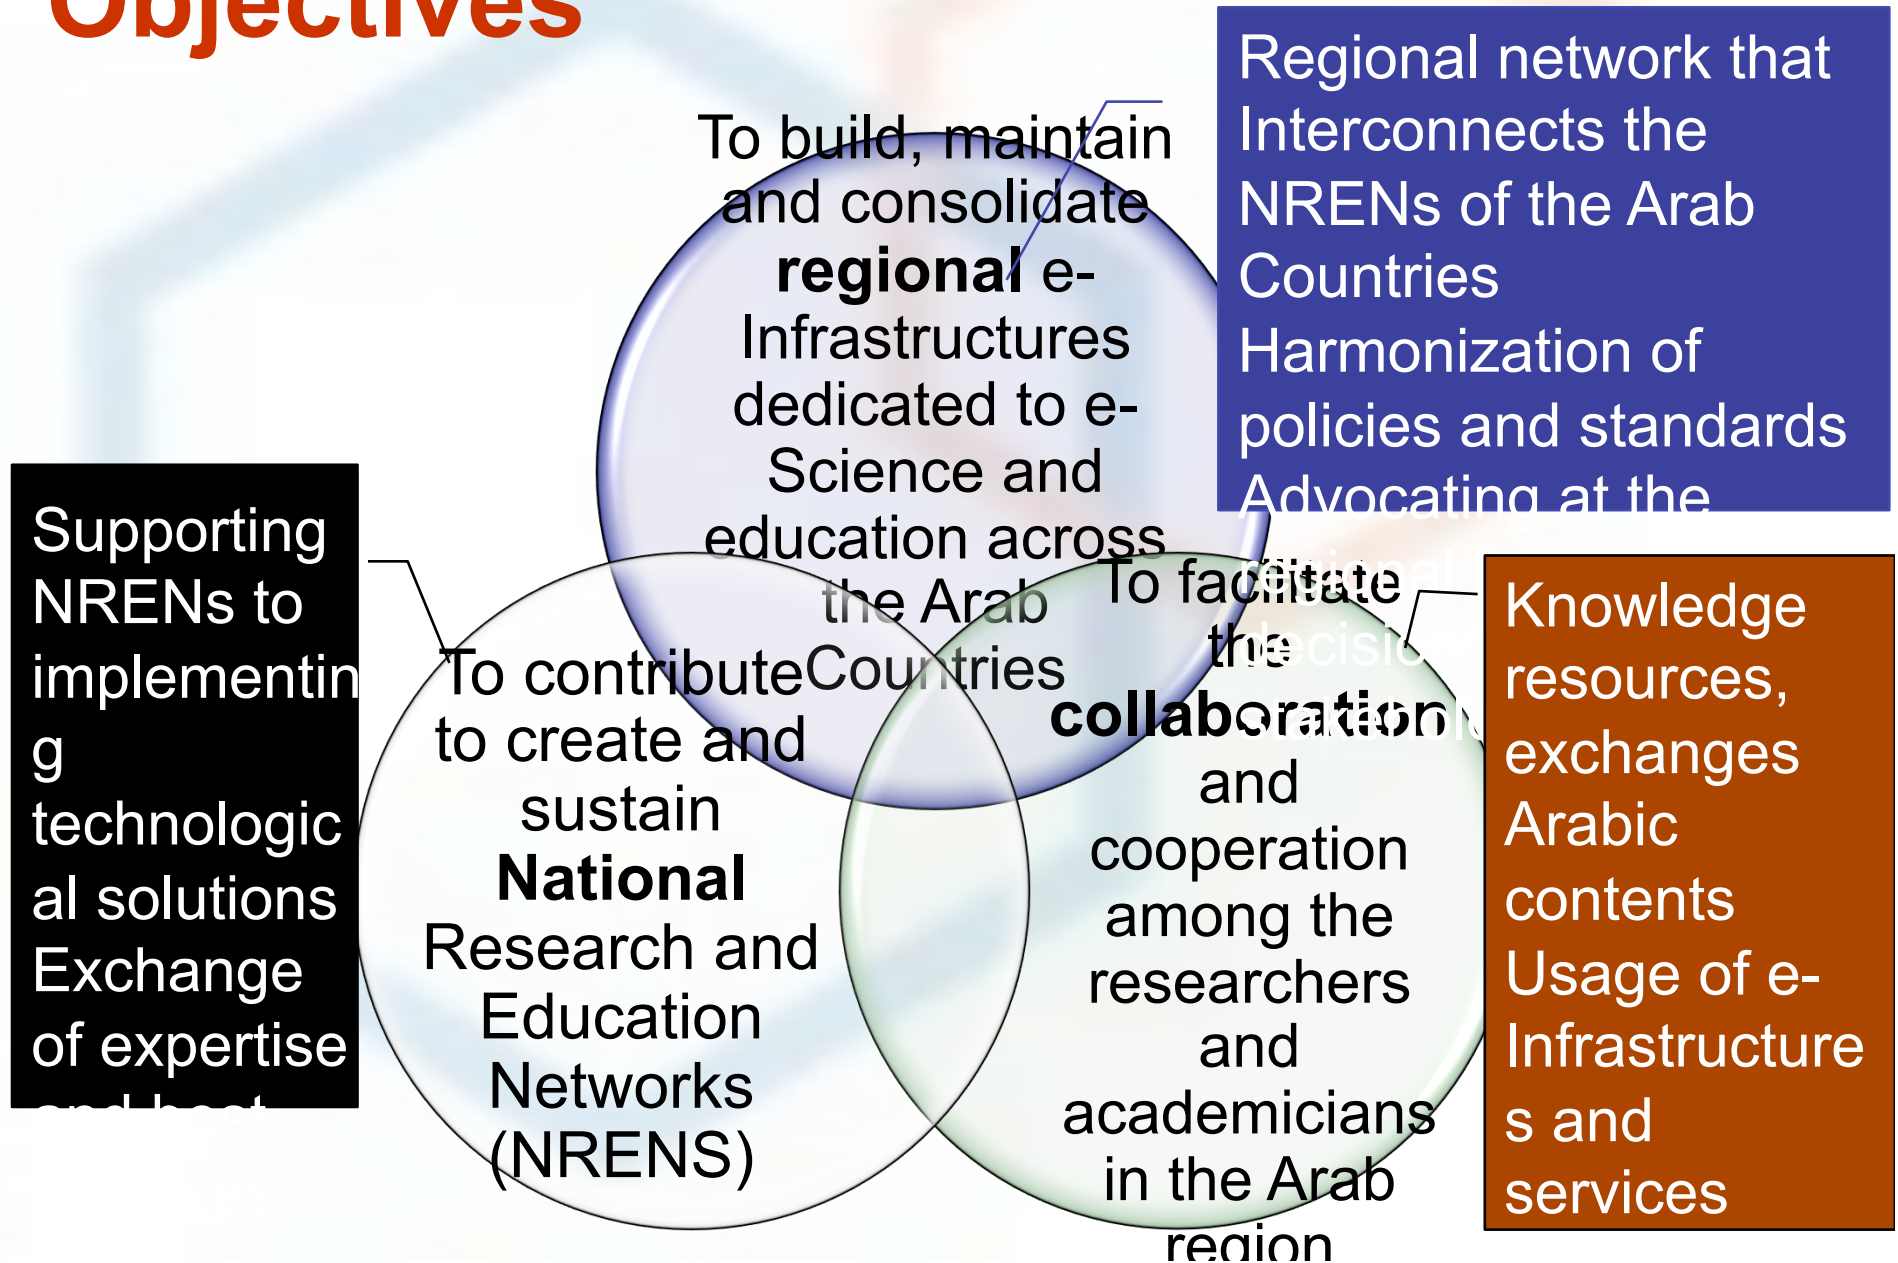 Objectives
Regional network that
Interconnects the
NRENs of the Arab
Countries
Harmonization of
policies and standards
Advocating at the
regional
decision
To build, maintain
and consolidate
regional e-
Infrastructures
dedicated to e-
Science and
education across
the Arab
Countries
Supporting
NRENs to
implementin
g
technologic
al solutions
Exchange
of expertise
and best
To contribute
to create and
sustain
National
Research and
Education
Networks
(NRENS)
To facilitate
the
collaboration
and
cooperation
among the
researchers
and
academicians
in the Arab
region
Knowledge
resources,
exchanges
Arabic
contents
Usage of e-
Infrastructure
s and
services